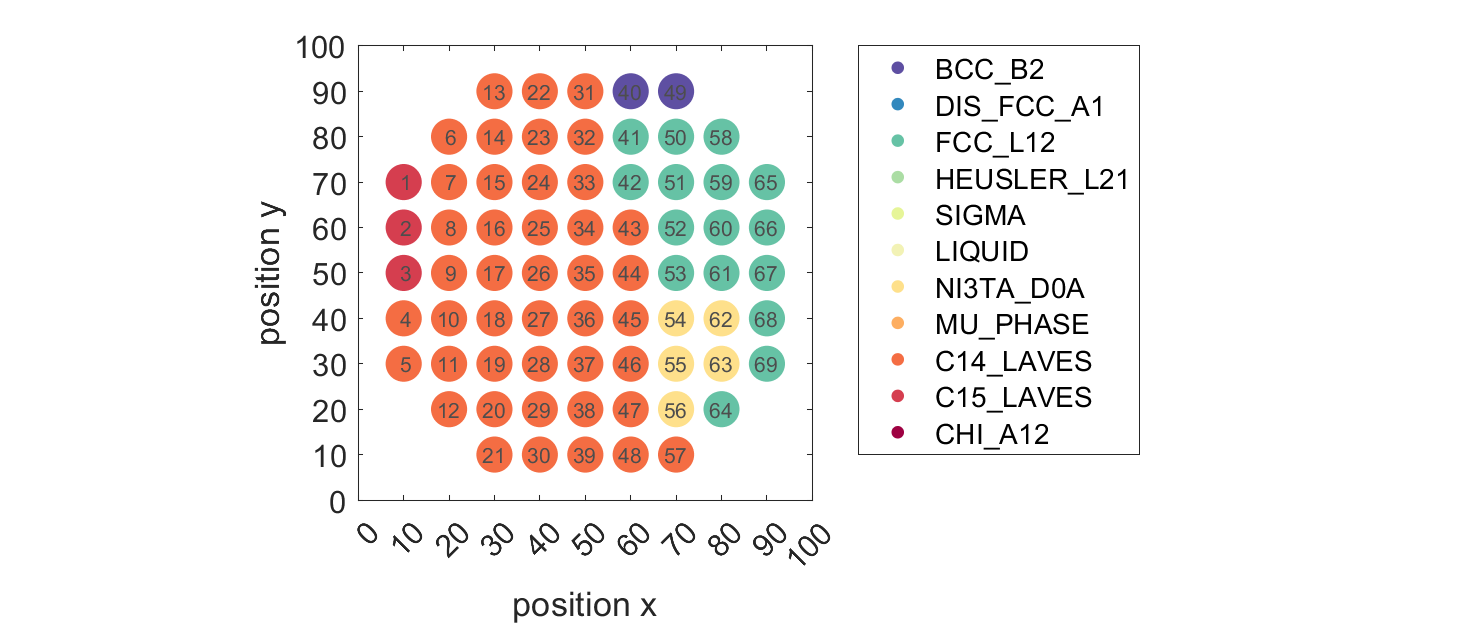 100
90
80
70
60
50
40
30
20
10
0
position y
13 22 31 40 49
6 14 23 32 41 50 58
1 7 15 24 33 42 51 59 65
2 8 16 25 34 43 52 60 66
3 9 17 26 35 44 53 61 67
4 10 18 27 36 45 54 62 68
5 11 19 28 37 46 55 63 69
12 20 29 38 47 56 64
21 30 39 48 57
0 10 20 30 40 50 60 70 80 90 100
position x
BCC_B2
DIS_FCC_A1
FCC_L12
HEUSLER_L21
SIGMA
LIQUID
NI3TA_D0A
MU_PHASE
C14_LAVES
C15_LAVES
CHI_A12